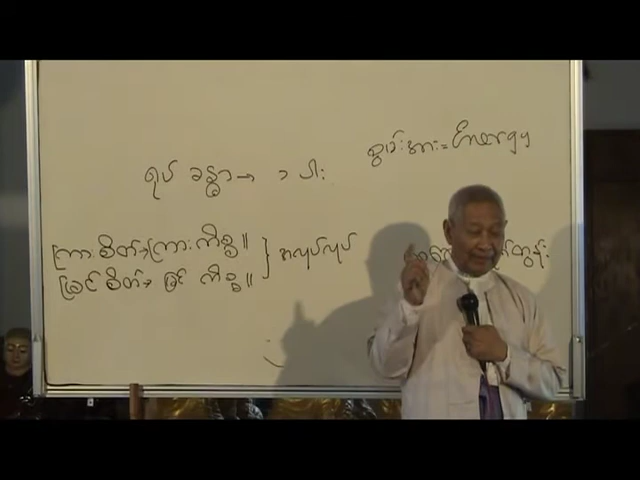 စွမ်းအား = Energy
ရုပ် ခန္ဓာ → ၁ ပါး
ကြားစိတ် → ကြား ကိစ္စ ။ } အလုပ်လုပ်
မြင်စိတ် → မြင် ကိစ္စ ။